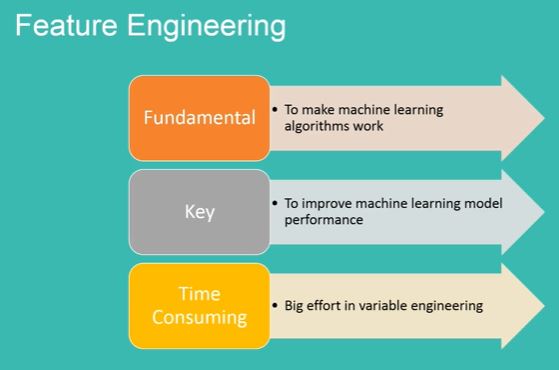 Feature Engineering
Fundamental
• To make machine learning
algorithms work
Key
• To improve machine learning model
performance
Time
Consuming
• Big effort in variable engineering